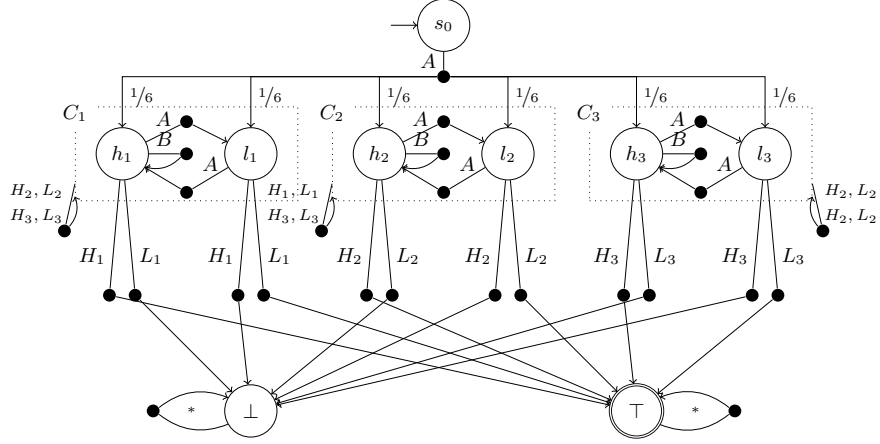 s₀
A
1/6 1/6 1/6 1/6 1/6 1/6
C₁ C₂ C₃
A A A
B B B
h₁ l₁ h₂ l₂ h₃ l₃
A A A
H₂, L₂ H₁, L₁ H₂, L₂
H₃, L₃ H₃, L₃ H₂, L₂
H₁ L₁ H₁ L₁ H₂ L₂ H₂ L₂ H₃ L₃ H₃ L₃
* ⊥ ⊤ *